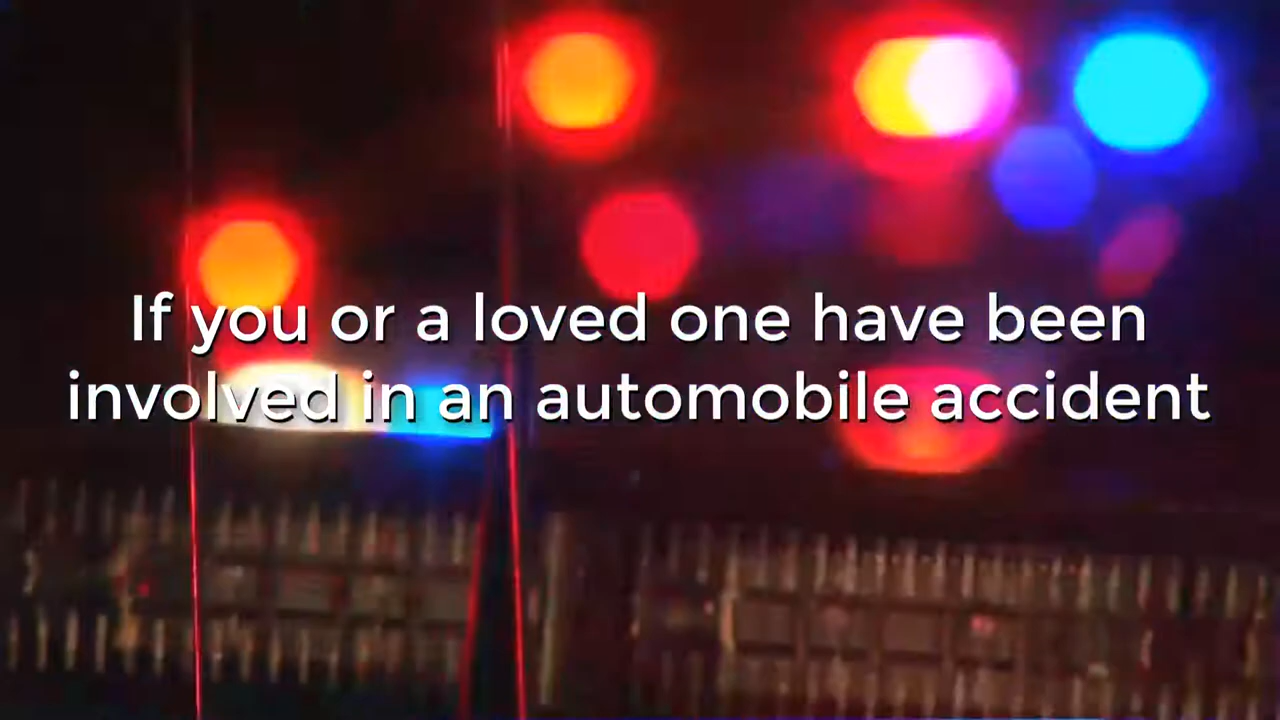 If you or a loved one have been
involved in an automobile accident